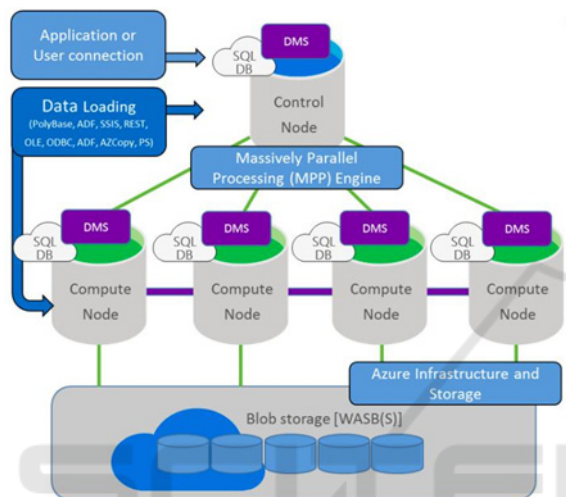 Application or
User connection
SQL
DB
DMS
Control
Node
Data Loading
(PolyBase, ADF, SSIS, REST,
OLE, ODBC, ADF, AZCopy, PS)
Massively Parallel
Processing (MPP) Engine
SQL
DB
DMS
Compute
Node
SQL
DB
DMS
Compute
Node
SQL
DB
DMS
Compute
Node
SQL
DB
DMS
Compute
Node
Azure Infrastructure and
Storage
Blob storage [WASB(S)]